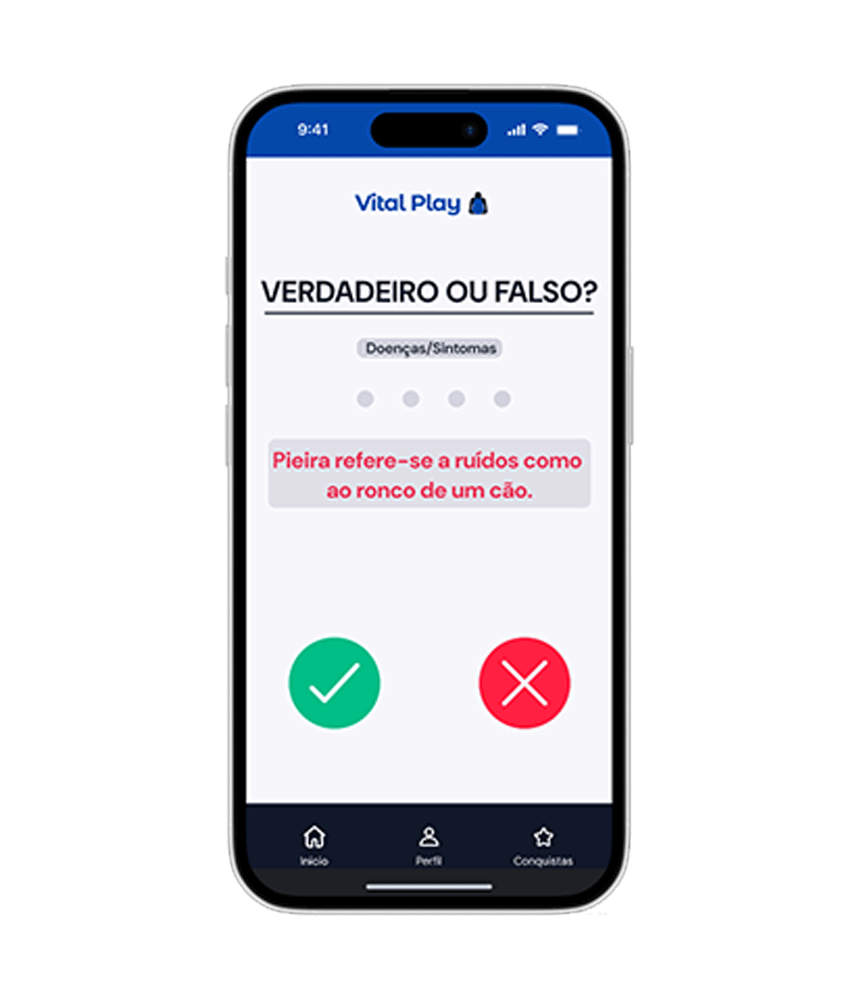 9:41
Vital Play
VERDADEIRO OU FALSO?
Doenças/Sintomas
Pieira refere-se a ruídos como
ao ronco de um cão.
Início
Perfil
Conquistas